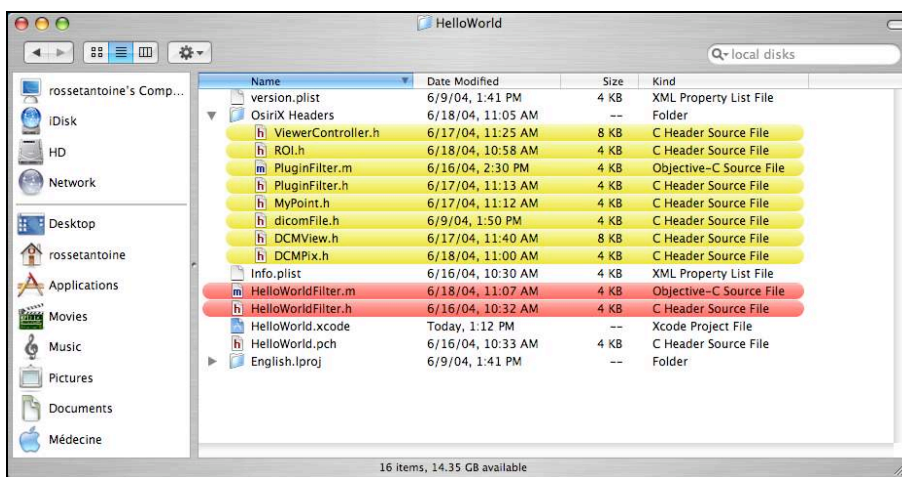 HelloWorld
local disks
Name Date Modified Size Kind
version.plist 6/9/04, 1:41 PM 4 KB XML Property List File
OsiriX Headers 6/18/04, 11:05 AM -- Folder
ViewerController.h 6/17/04, 11:25 AM 8 KB C Header Source File
ROI.h 6/18/04, 10:58 AM 4 KB C Header Source File
PluginFilter.m 6/16/04, 2:30 PM 4 KB Objective-C Source File
PluginFilter.h 6/17/04, 11:13 AM 4 KB C Header Source File
MyPoint.h 6/17/04, 11:12 AM 4 KB C Header Source File
dicomFile.h 6/9/04, 1:50 PM 4 KB C Header Source File
DCMView.h 6/17/04, 11:40 AM 8 KB C Header Source File
DCMPix.h 6/18/04, 11:00 AM 4 KB C Header Source File
Info.plist 6/16/04, 10:30 AM 4 KB XML Property List File
HelloWorldFilter.m 6/18/04, 11:07 AM 4 KB Objective-C Source File
HelloWorldFilter.h 6/16/04, 10:32 AM 4 KB C Header Source File
HelloWorld.xcode Today, 1:12 PM -- Xcode Project File
HelloWorld.pch 6/16/04, 10:33 AM 4 KB C Header Source File
English.lproj 6/9/04, 1:41 PM -- Folder
rossetantoine's Comp...
iDisk
HD
Network
Desktop
rossetantoine
Applications
Movies
Music
Pictures
Documents
Médecine
16 items, 14.35 GB available